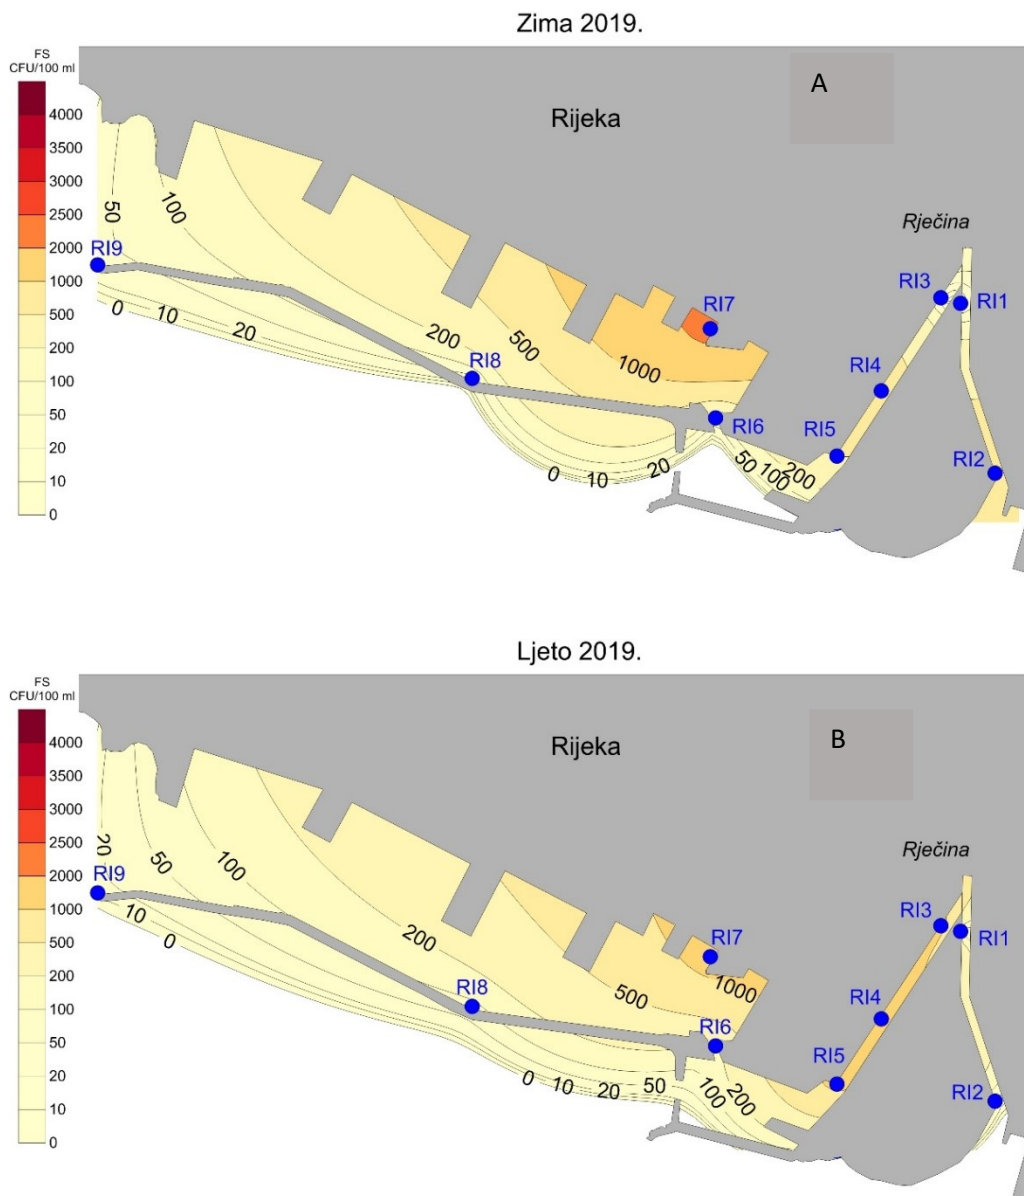 Zima 2019.
FS
CFU/100 ml
4000
3500
3000
2500
2000
1000
500
200
100
50
20
10
0
A
Rijeka
Rječina
50
100
RI9
0
10
20
200
500
1000
RI7
RI8
RI6
RI3
RI1
RI4
RI5
RI2
0
10
20
50
100
200
Ljeto 2019.
FS
CFU/100 ml
4000
3500
3000
2500
2000
1000
500
200
100
50
20
10
0
B
Rijeka
Rječina
20
50
100
RI9
10
0
200
RI8
500
1000
RI7
RI6
RI3
RI1
RI4
RI5
RI2
0
10
20
50
100
200